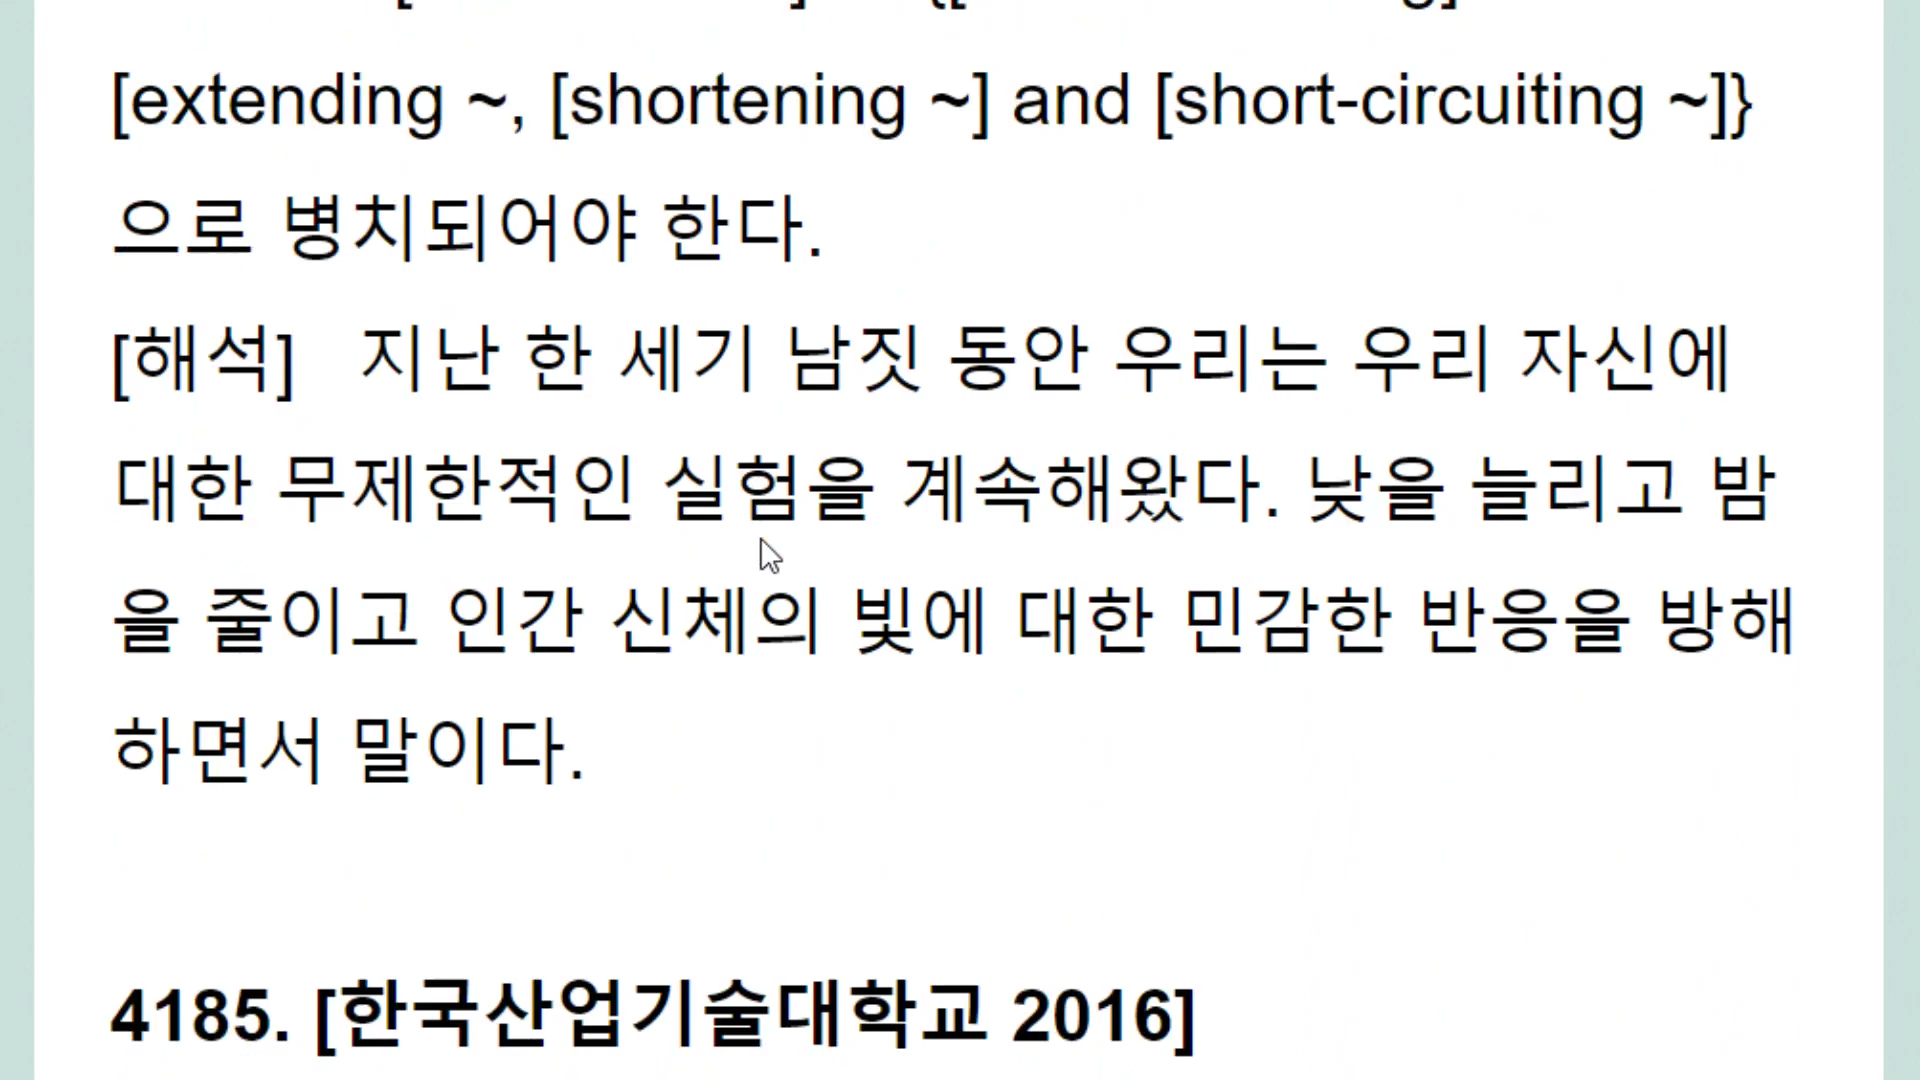 [extending ~, [shortening ~] and [short-circuiting ~]}
으로 병치되어야 한다.
[해석] 지난 한 세기 남짓 동안 우리는 우리 자신에
대한 무제한적인 실험을 계속해왔다. 낮을 늘리고 밤
을 줄이고 인간 신체의 빛에 대한 민감한 반응을 방해
하면서 말이다.
4185. [한국산업기술대학교 2016]